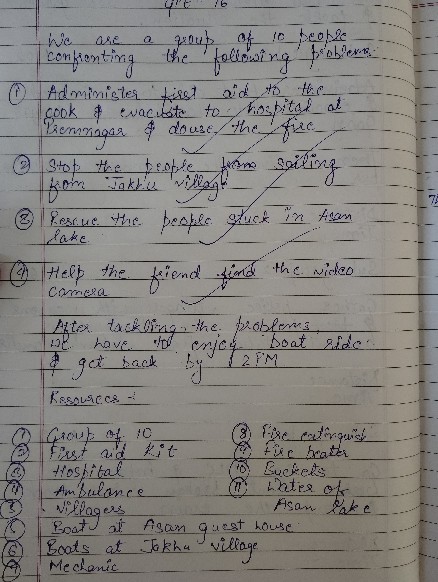 GTE 16
We are a group of 10 people
confronting the following problems.
① Administer first aid to the
cook & evacuate to hospital at
Premnagar & douse the fire
② Stop the people from sailing
from Jakhu village
③ Rescue the people stuck in Asan
lake
④ Help the friend find the video
camera
After tackling the problems,
we have to enjoy boat ride
& get back by 12 PM
Resources :-
① Group of 10
② First aid kit
③ Hospital
④ Ambulance
⑤ Villagers
Boat at Asan guest house
⑥ Boats at Jakhu village
⑦ Mechanic
⑧ Fire extinguish
⑨ Fire beater
⑩ Buckets
⑪ Water of
Asan lake